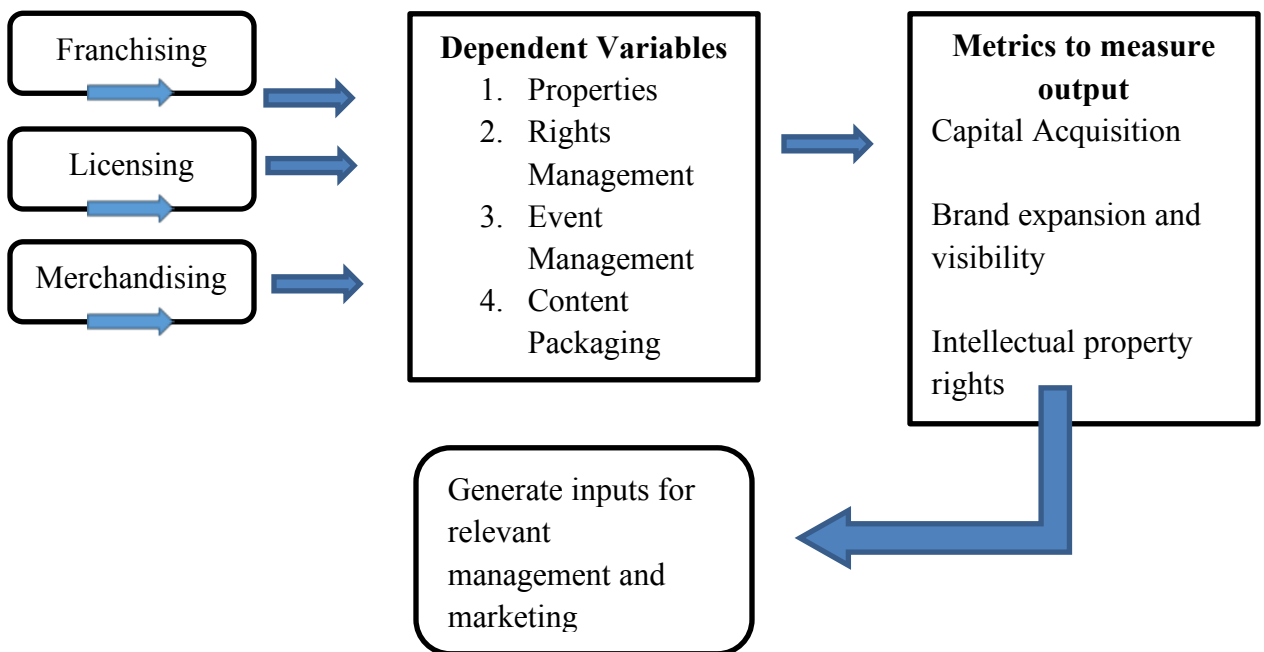 Franchising
Licensing
Merchandising
Dependent Variables
1. Properties
2. Rights
Management
3. Event
Management
4. Content
Packaging
Metrics to measure
output
Capital Acquisition
Brand expansion and
visibility
Intellectual property
rights
Generate inputs for
relevant
management and
marketing